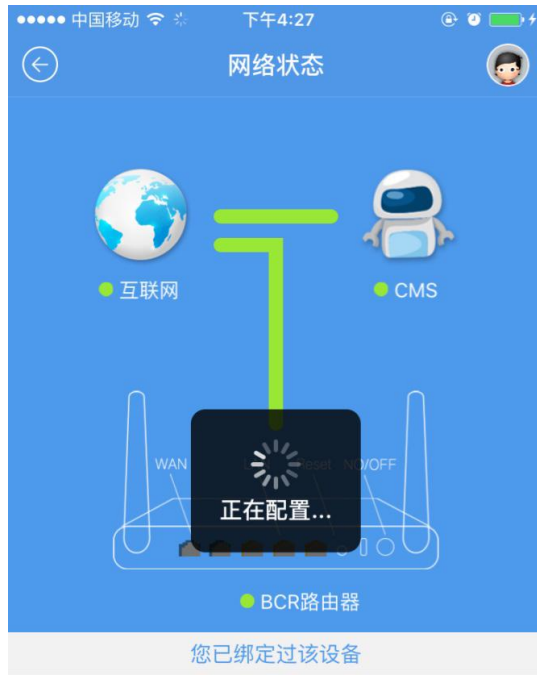 中国移动 下午4:27
网络状态
互联网 CMS
WAN Reset NO/OFF
正在配置...
BCR路由器
您已绑定过该设备